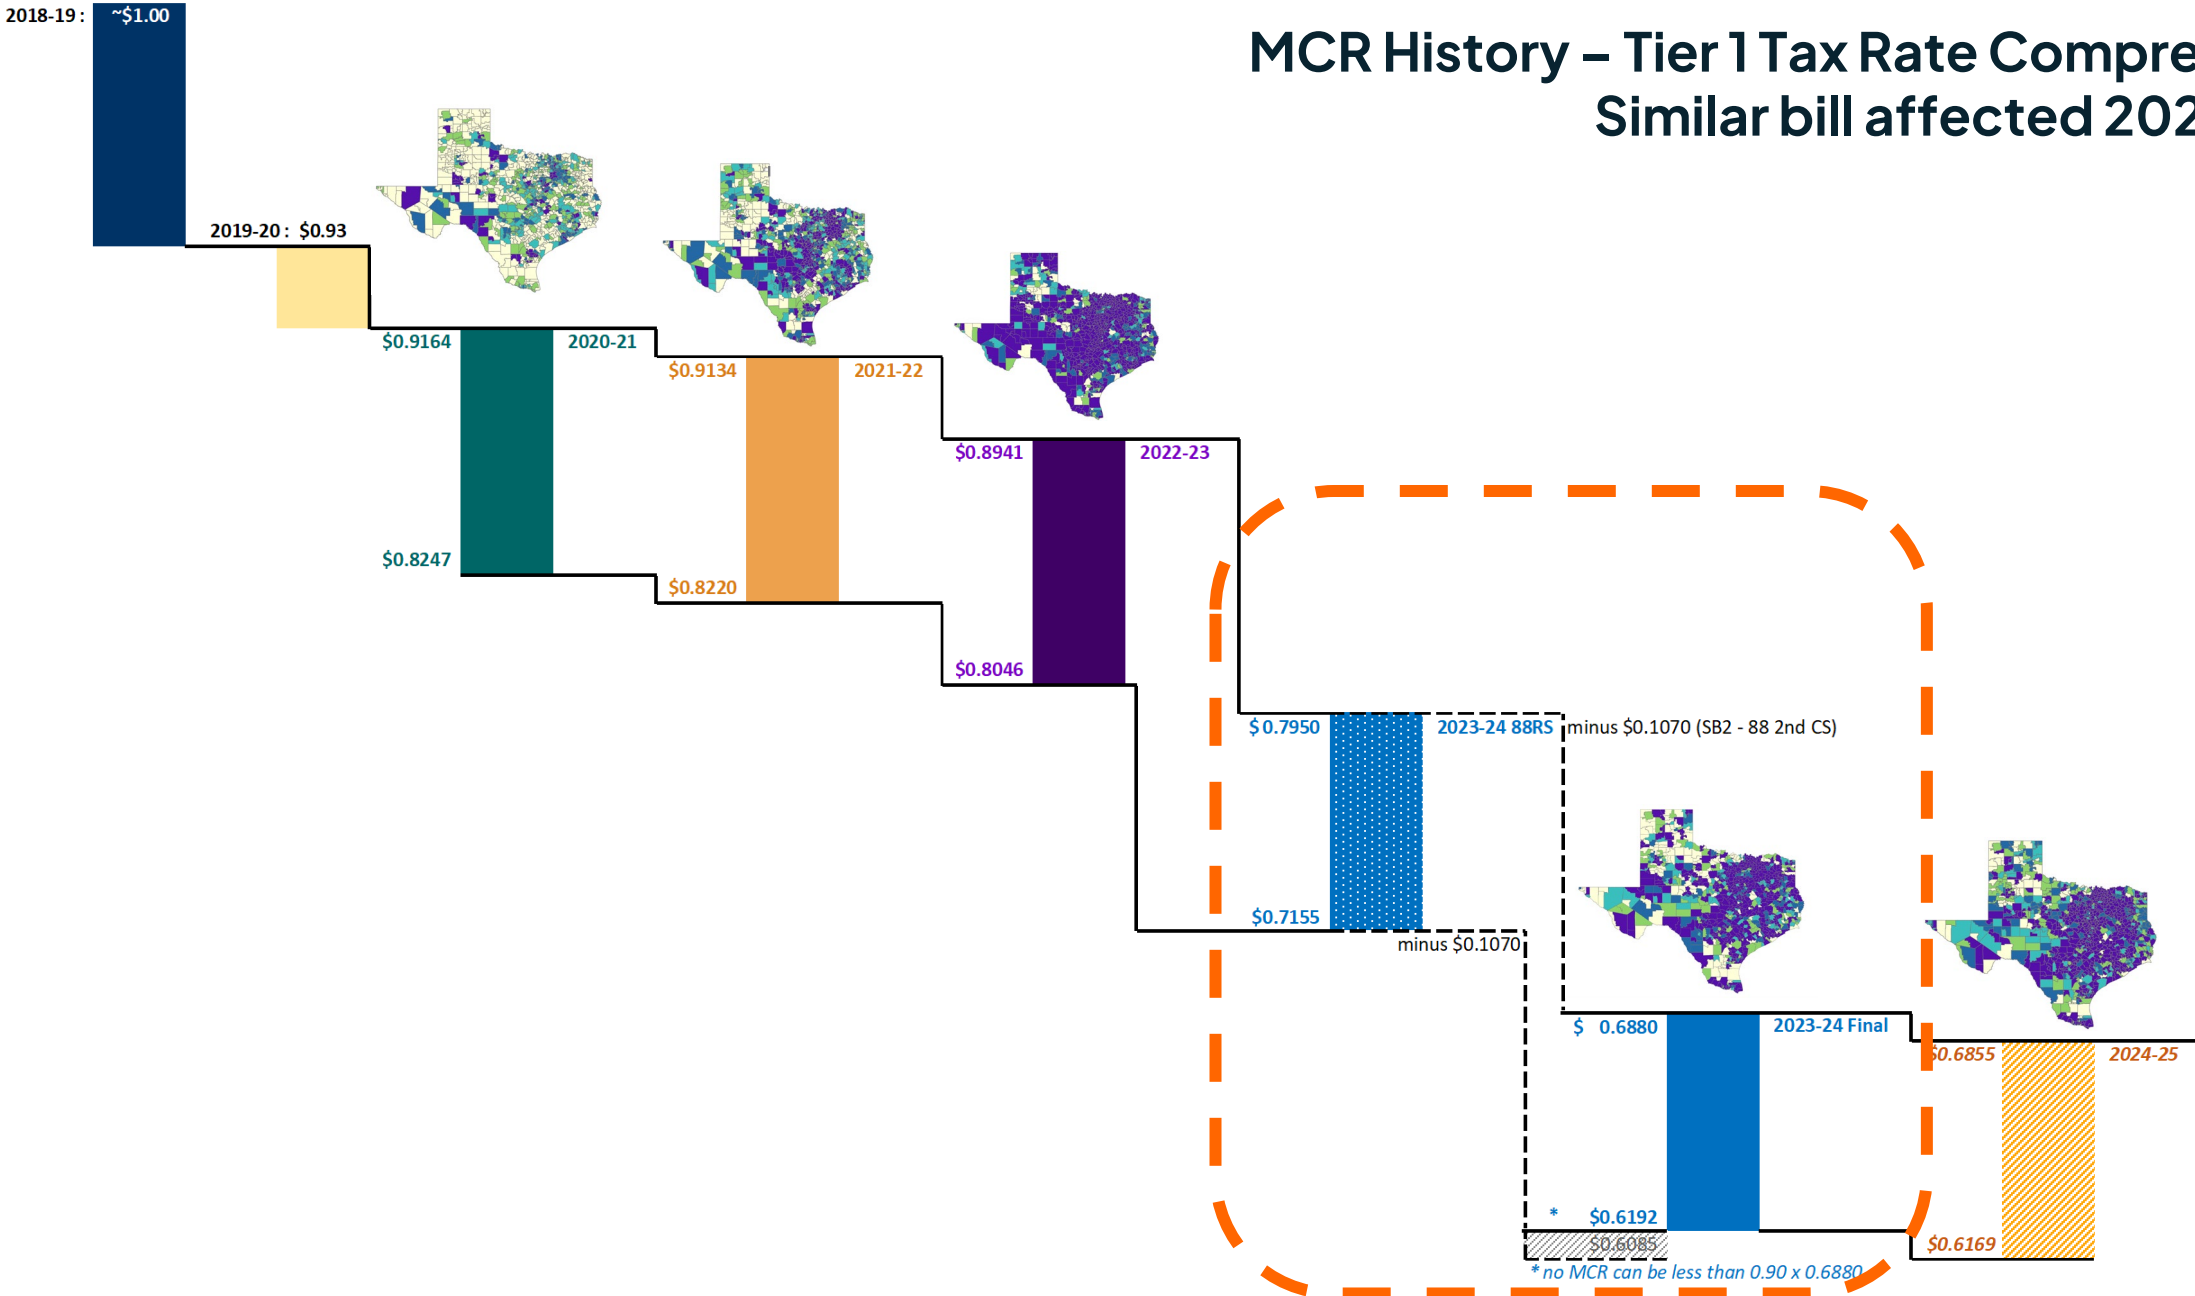 MCR History – Tier 1 Tax Rate Compre
Similar bill affected 202
2018-19 :
~$1.00
2019-20 : $0.93
$0.9164
2020-21
$0.8247
$0.9134
2021-22
$0.8220
$0.8941
2022-23
$0.8046
$ 0.7950
2023-24 88RS
minus $0.1070 (SB2 - 88 2nd CS)
$0.7155
minus $0.1070
$ 0.6880
2023-24 Final
* $0.6192
$0.6085
* no MCR can be less than 0.90 x 0.6880
$0.6855
2024-25
$0.6169